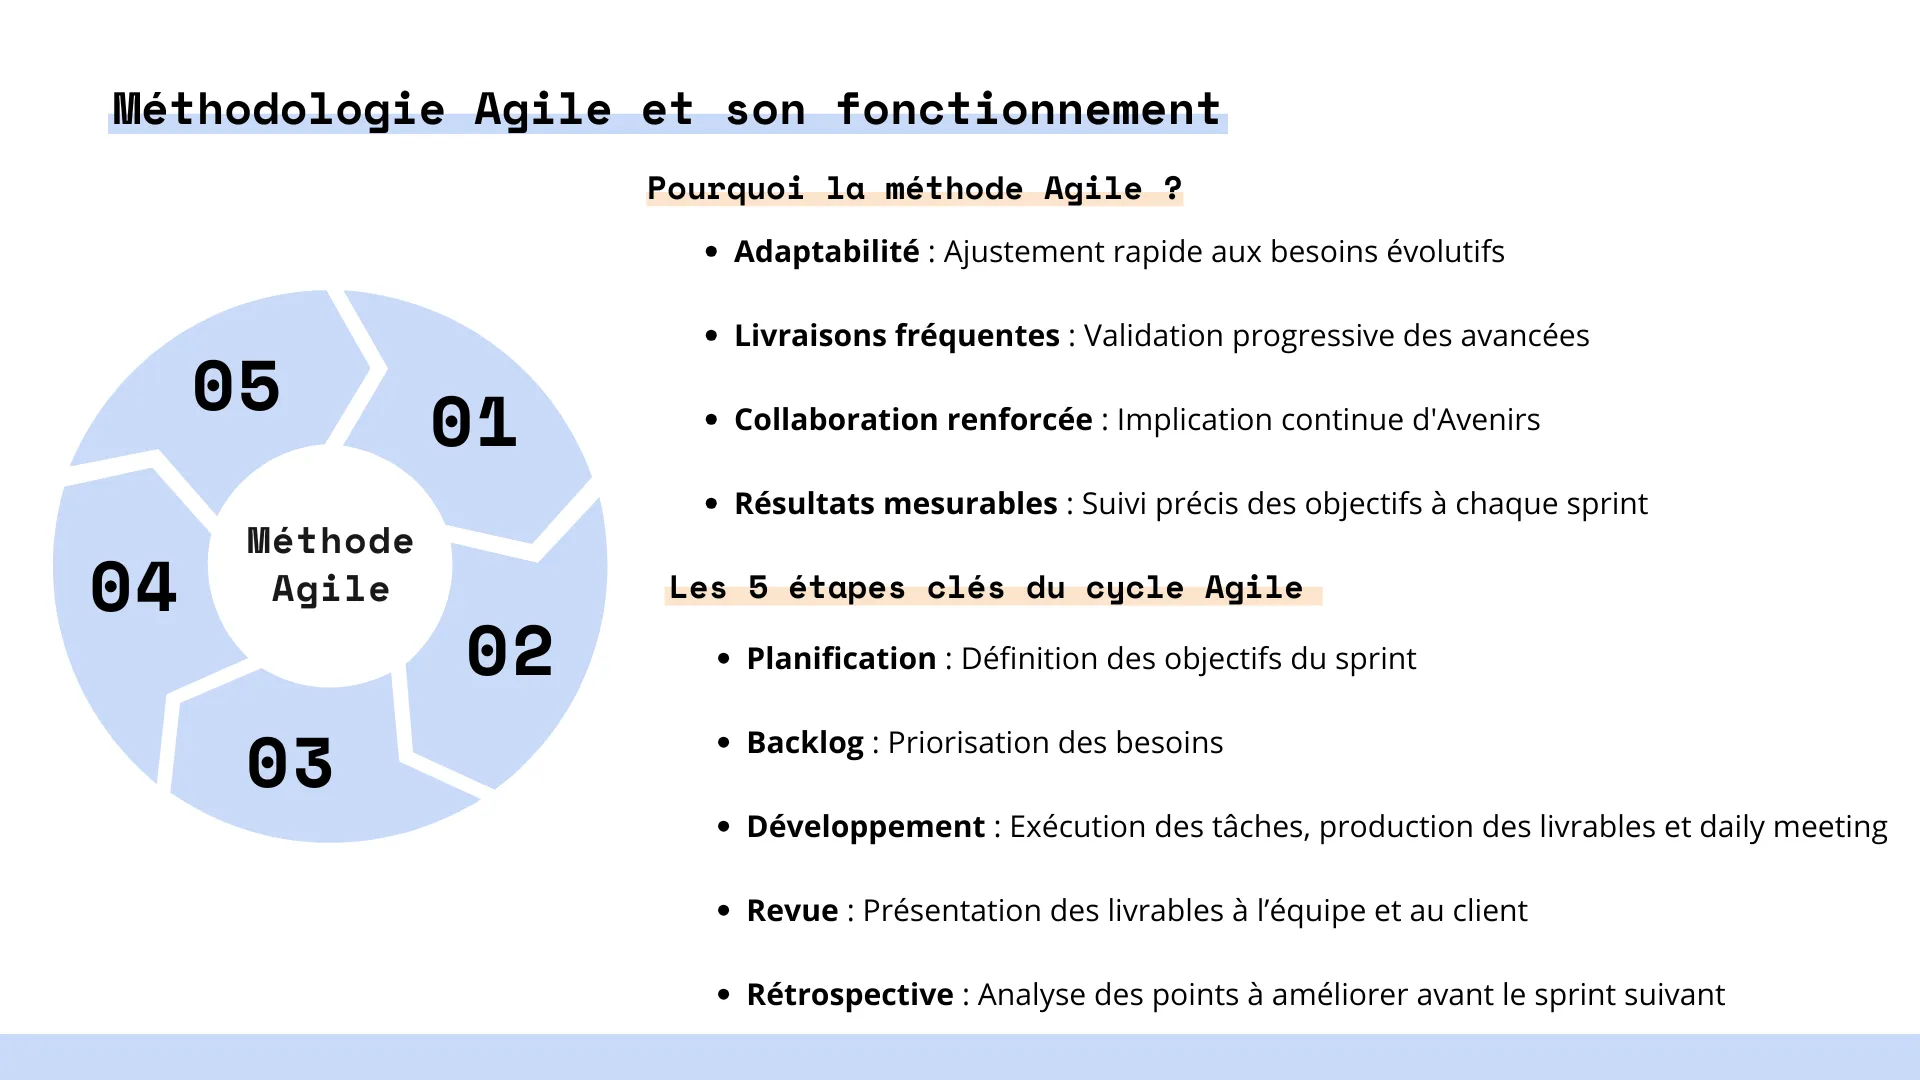 Méthodologie Agile et son fonctionnement
Pourquoi la méthode Agile ?
• Adaptabilité : Ajustement rapide aux besoins évolutifs
• Livraisons fréquentes : Validation progressive des avancées
• Collaboration renforcée : Implication continue d'Avenirs
• Résultats mesurables : Suivi précis des objectifs à chaque sprint
Les 5 étapes clés du cycle Agile
• Planification : Définition des objectifs du sprint
• Backlog : Priorisation des besoins
• Développement : Exécution des tâches, production des livrables et daily meeting
• Revue : Présentation des livrables à l’équipe et au client
• Rétrospective : Analyse des points à améliorer avant le sprint suivant
Méthode
Agile
01
02
03
04
05